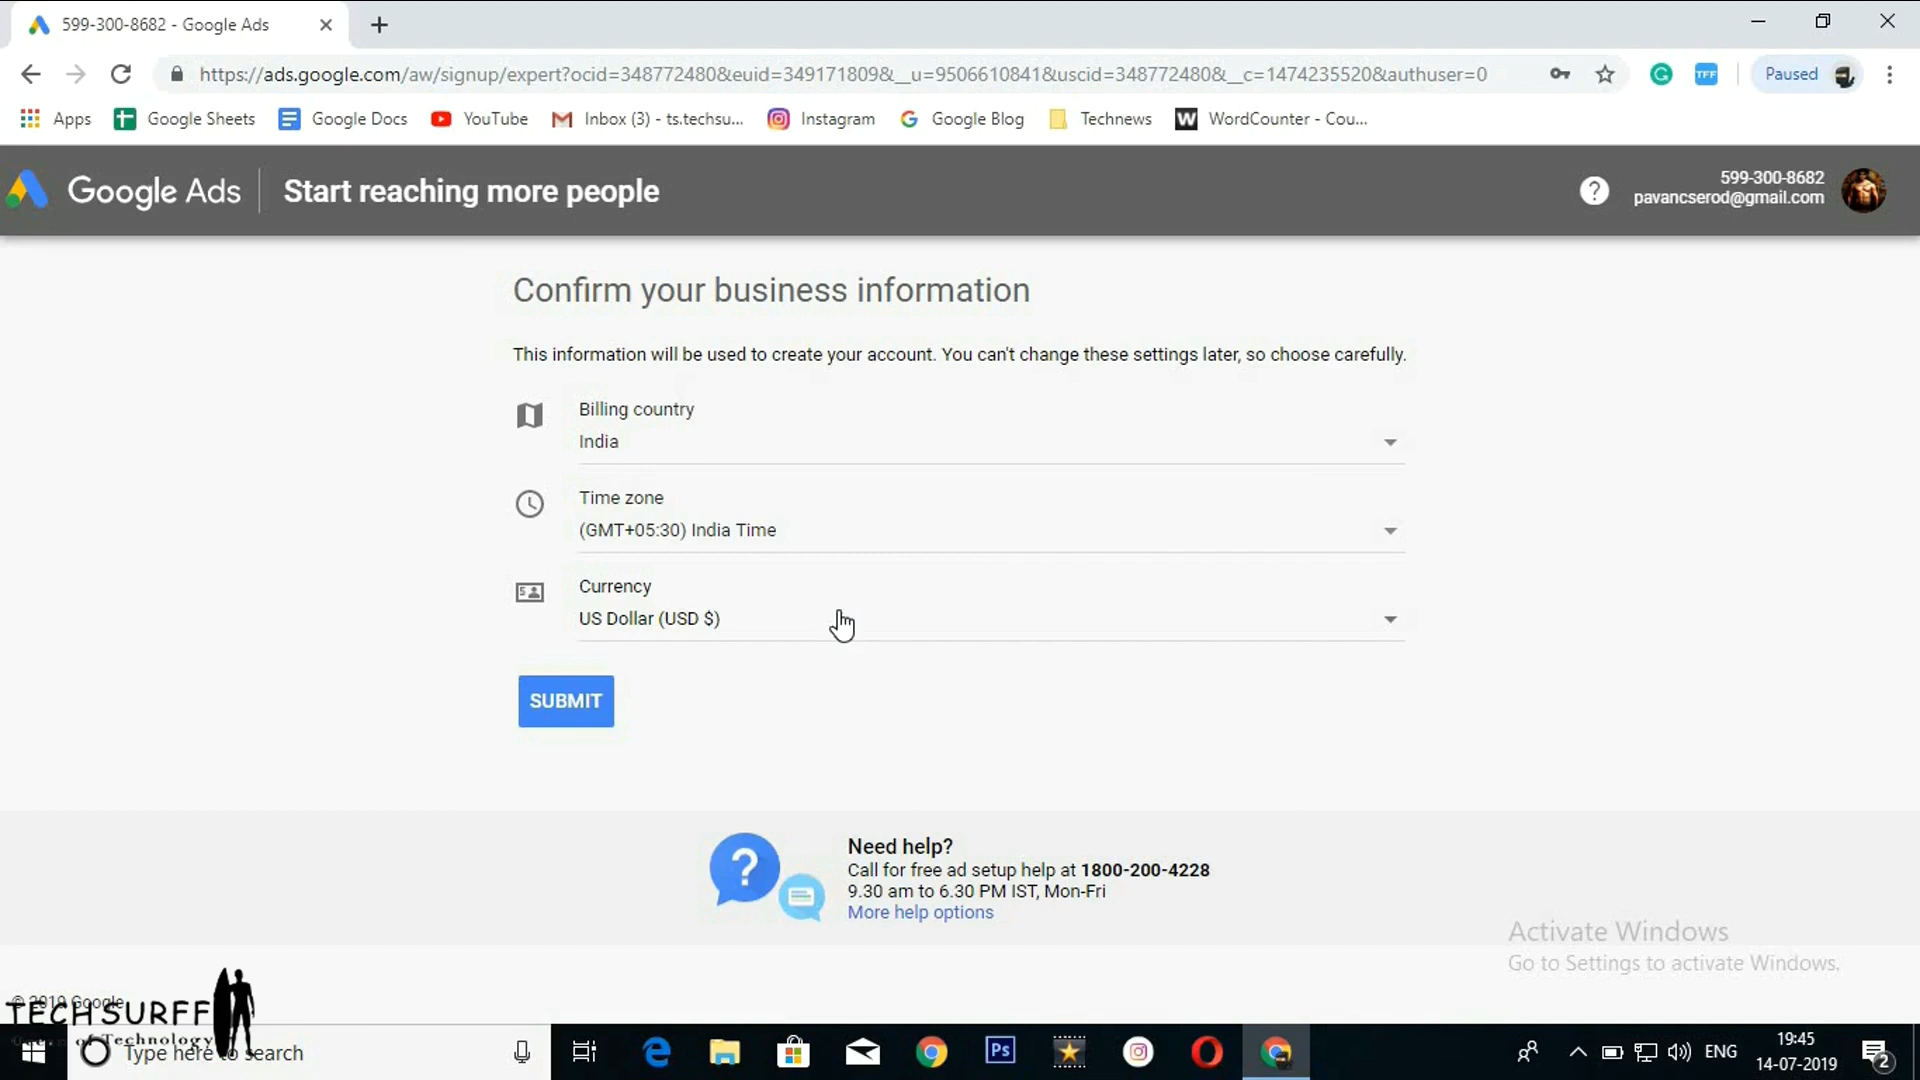 599-300-8682 - Google Ads
https://ads.google.com/aw/signup/expert?ocid=348772480&euid=349171809&__u=9506610841&uscid=348772480&__c=1474235520&authuser=0
TFF
Paused
Apps
Google Sheets
Google Docs
YouTube
Inbox (3) - ts.techsu...
Instagram
Google Blog
Technews
WordCounter - Cou...
Google Ads
Start reaching more people
599-300-8682
pavancserod@gmail.com
Confirm your business information
This information will be used to create your account. You can't change these settings later, so choose carefully.
Billing country
India
Time zone
(GMT+05:30) India Time
Currency
US Dollar (USD $)
SUBMIT
Need help?
Call for free ad setup help at 1800-200-4228
9.30 am to 6.30 PM IST, Mon-Fri
More help options
Activate Windows
Go to Settings to activate Windows.
© 2019 Google
TECHSURFF
of Technology
Type here to search
Ps
ENG
19:45
14-07-2019
2